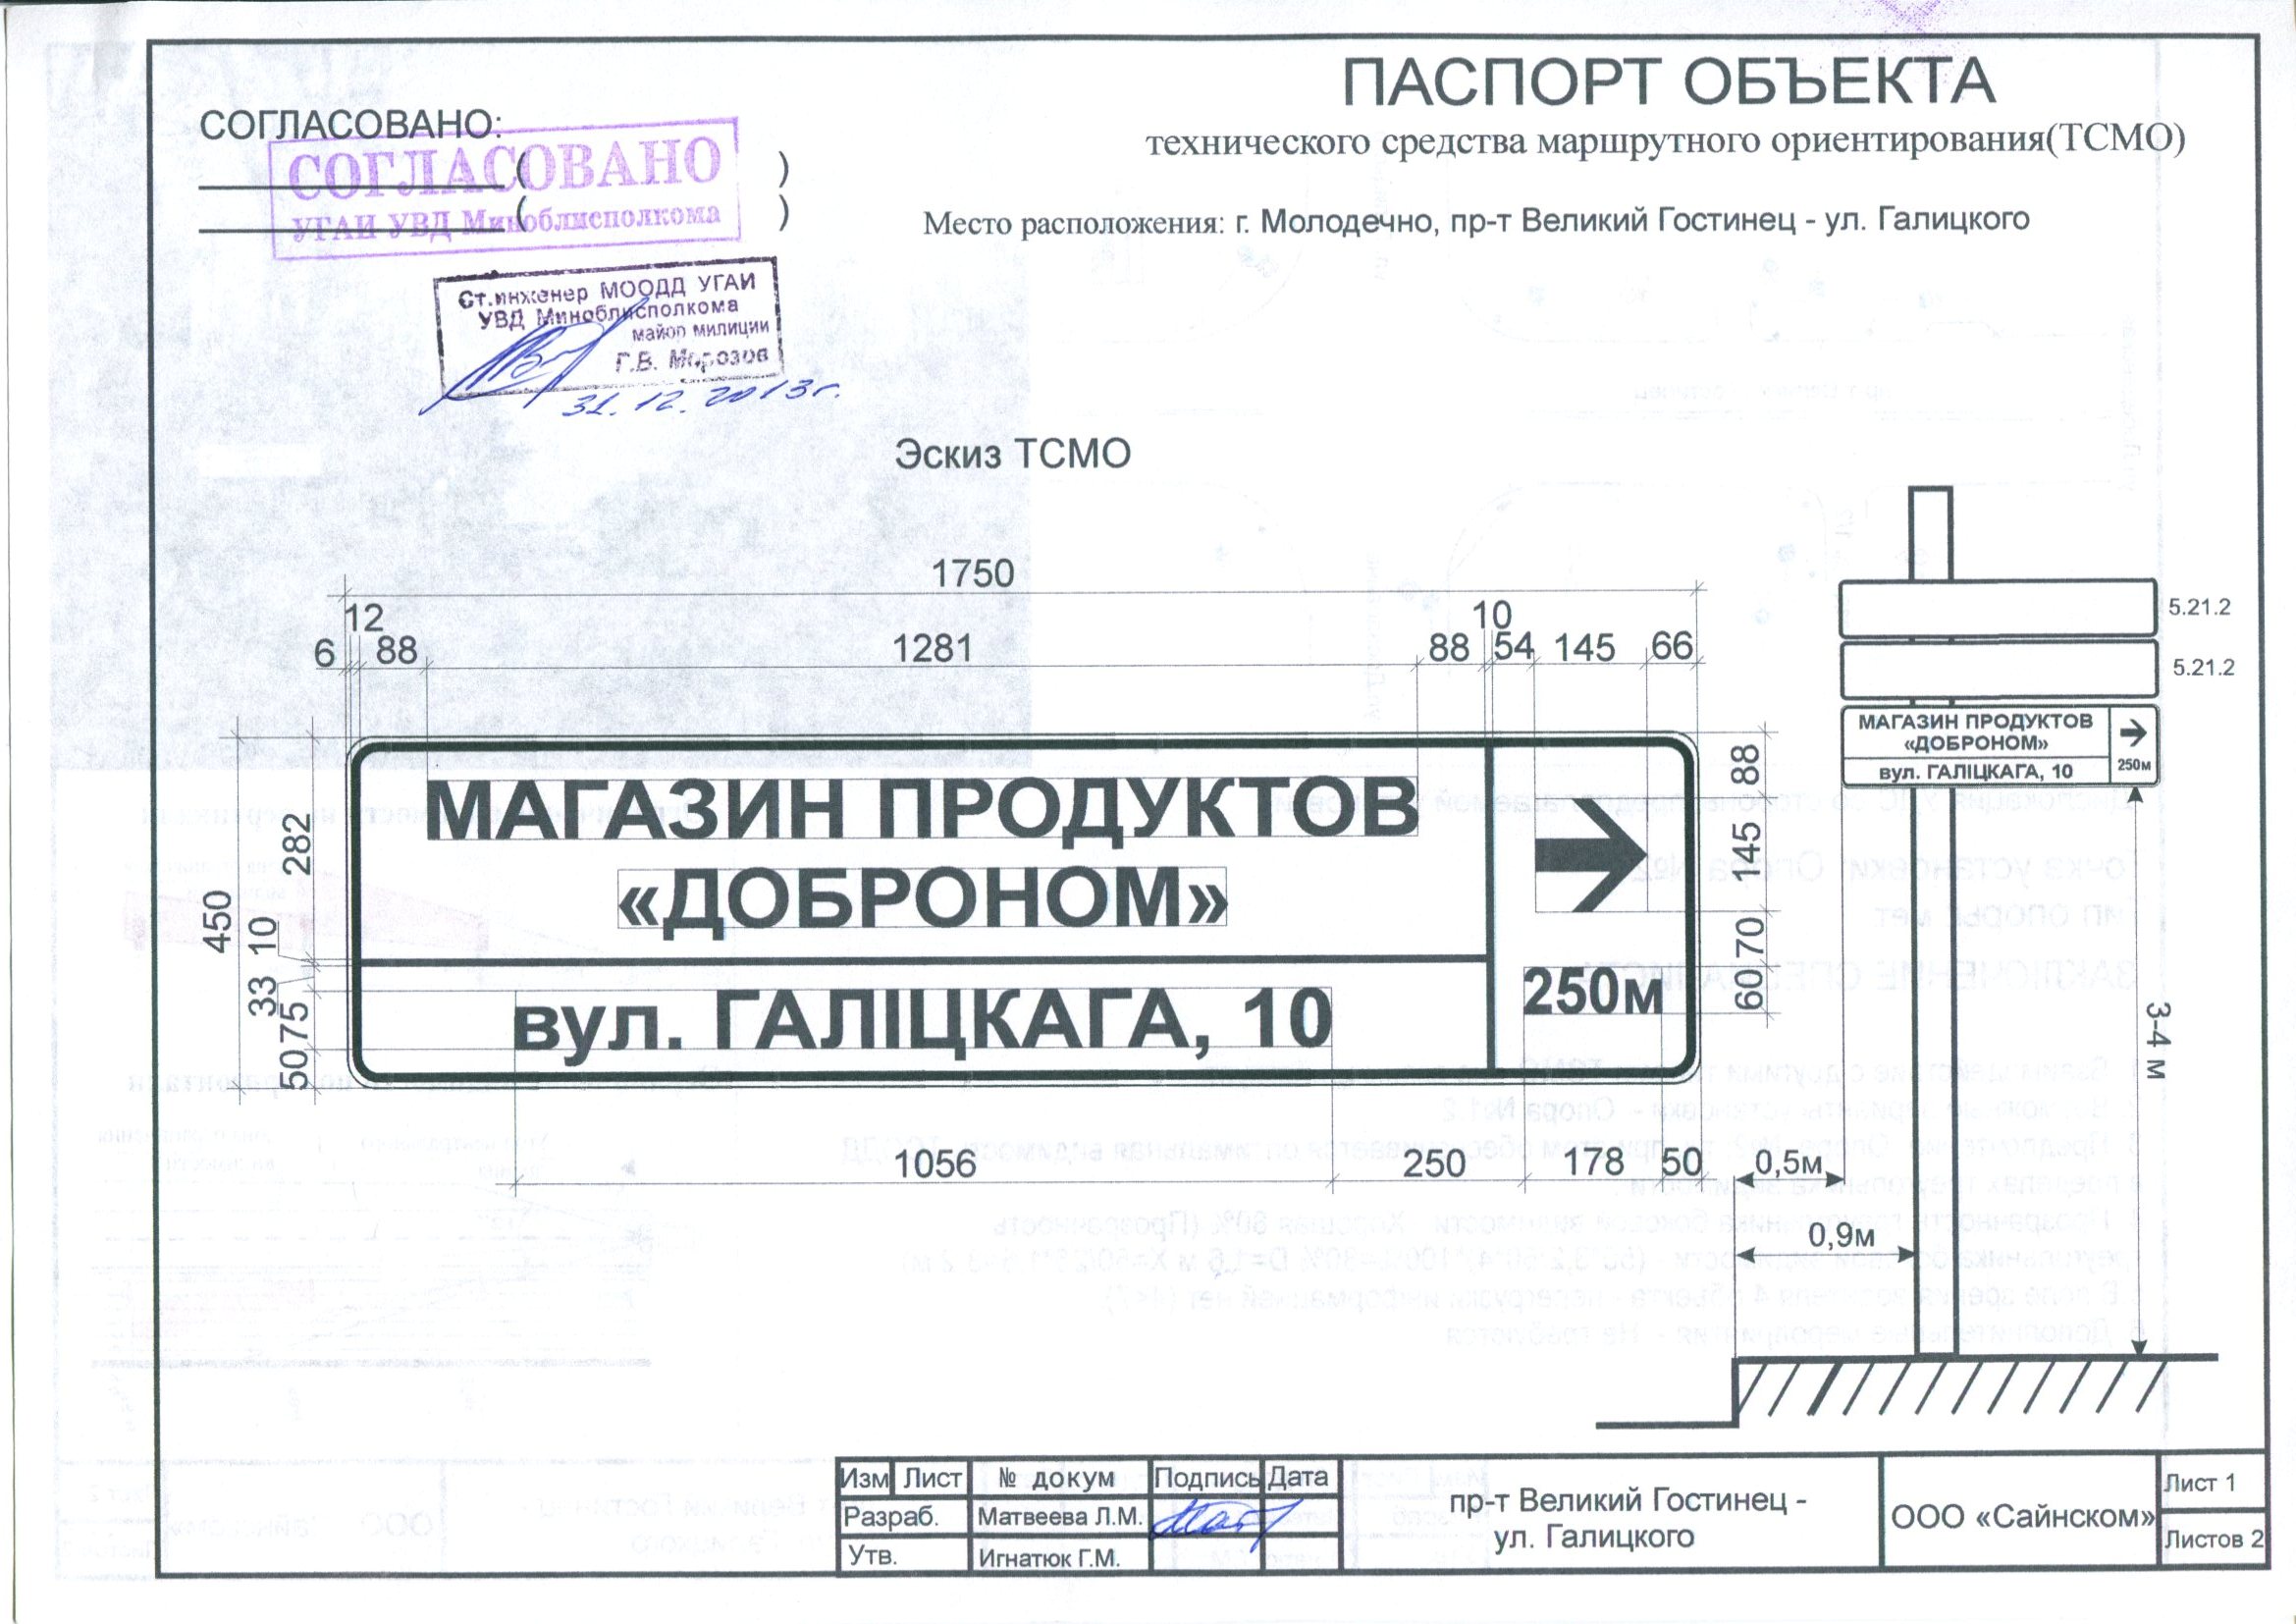 ПАСПОРТ ОБЪЕКТА
технического средства маршрутного ориентирования(ТСМО)
Место расположения: г. Молодечно, пр-т Великий Гостинец - ул. Галицкого
СОГЛАСОВАНО:
СОГЛАСОВАНО
УГАИ УВД Миноблисполкома
Ст.инженер МООДД УГАИ
УВД Миноблисполкома
майор милиции
Г.В. Морозов
31.12.2013г.
Эскиз ТСМО
1750
12
10
6 88 1281 88 54 145 66
450
282
10
33
75
50
МАГАЗИН ПРОДУКТОВ
«ДОБРОНОМ»
вул. ГАЛІЦКАГА, 10
250м
88
145
70
60
1056 250 178 50
5.21.2
5.21.2
МАГАЗИН ПРОДУКТОВ
«ДОБРОНОМ»
вул. ГАЛІЦКАГА, 10
250м
3-4 м
0,5м
0,9м
Изм Лист № докум Подпись Дата
Разраб. Матвеева Л.М.
Утв. Игнатюк Г.М.
пр-т Великий Гостинец -
ул. Галицкого
ООО «Сайнском»
Лист 1
Листов 2